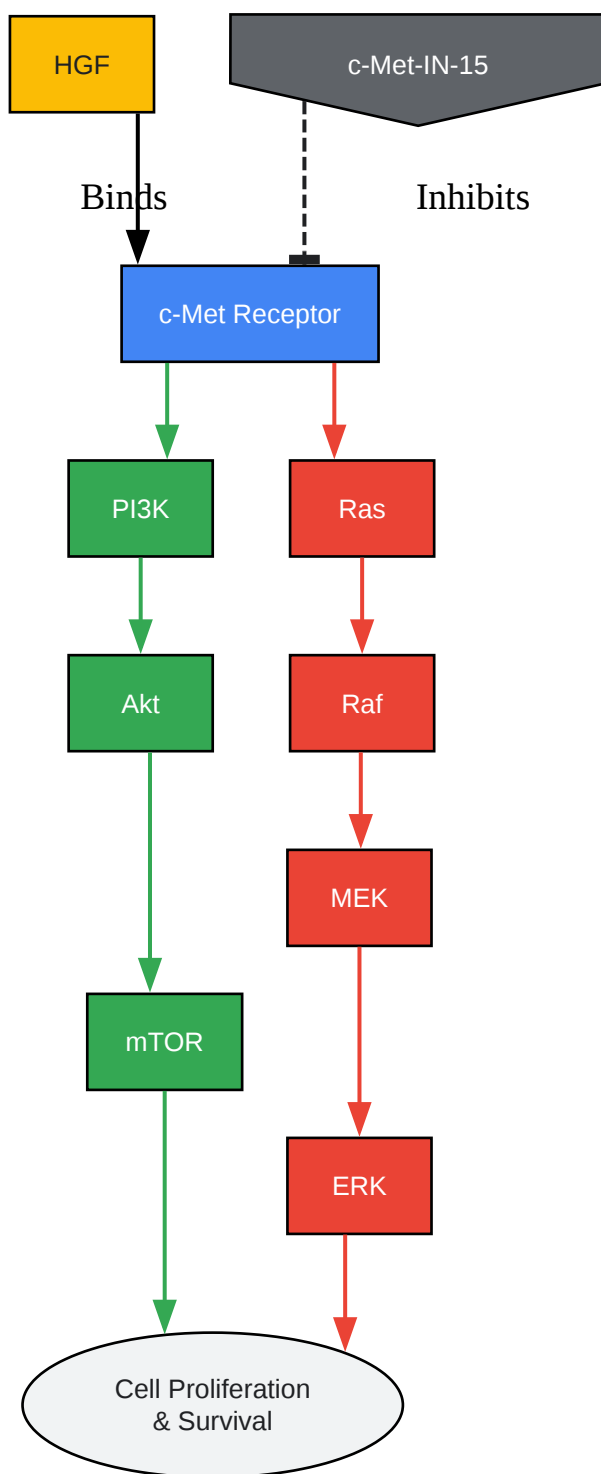 HGF
c-Met-IN-15
Binds
Inhibits
c-Met Receptor
PI3K
Ras
Akt
Raf
MEK
mTOR
ERK
Cell Proliferation
& Survival